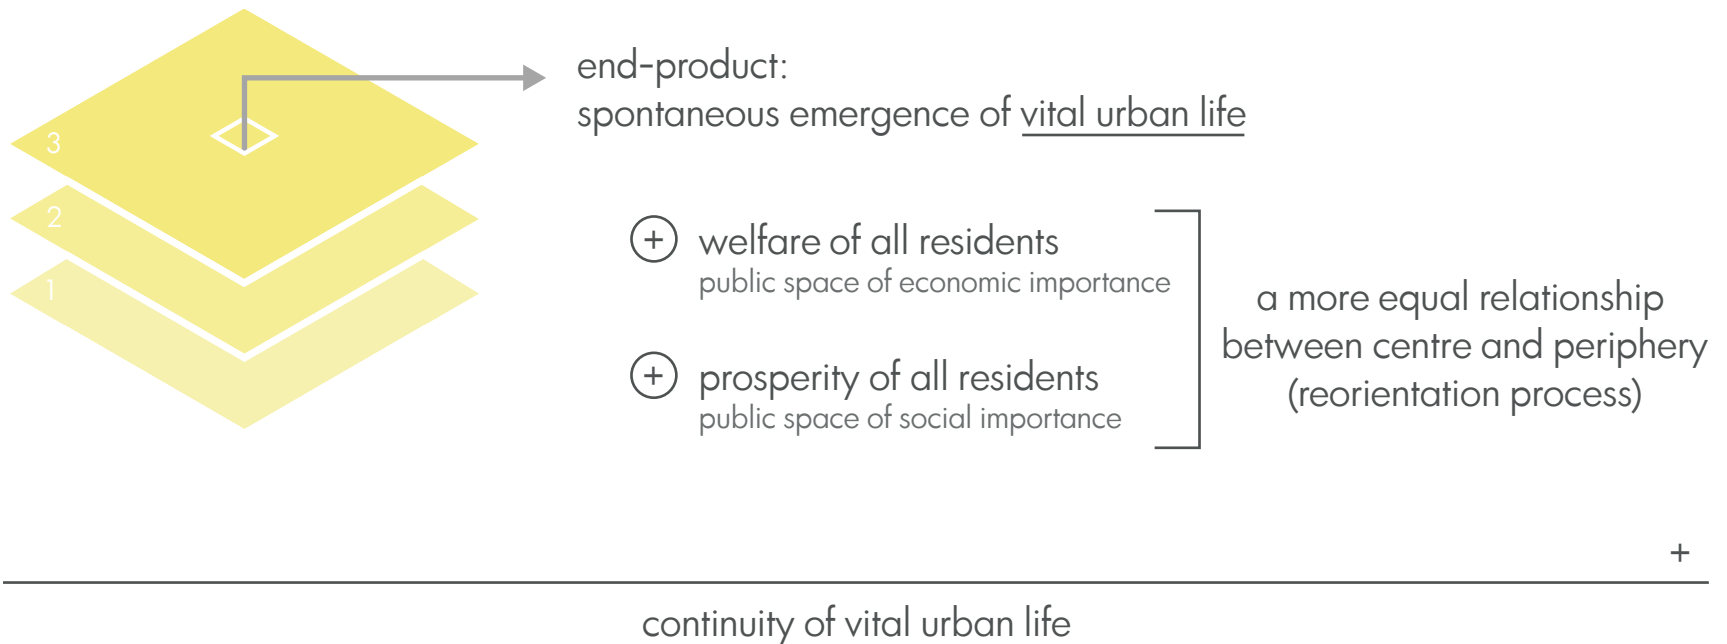 end-product:
spontaneous emergence of vital urban life
3
2
1
+ welfare of all residents
public space of economic importance
+ prosperity of all residents
public space of social importance
a more equal relationship
between centre and periphery
(reorientation process)
+
continuity of vital urban life